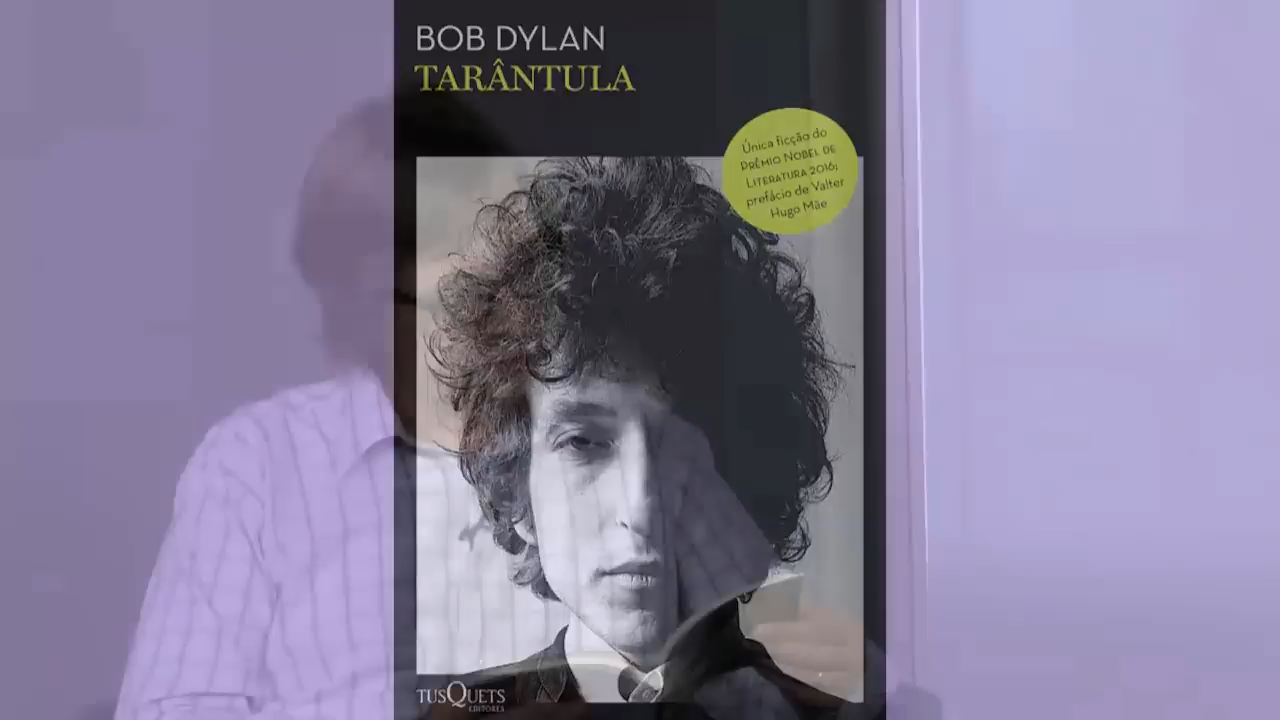 BOB DYLAN
TARÂNTULA
Única ficção do
PRÊMIO NOBEL DE
LITERATURA 2016;
prefácio de Valter
Hugo Mãe
TUSQUETS
EDITORES